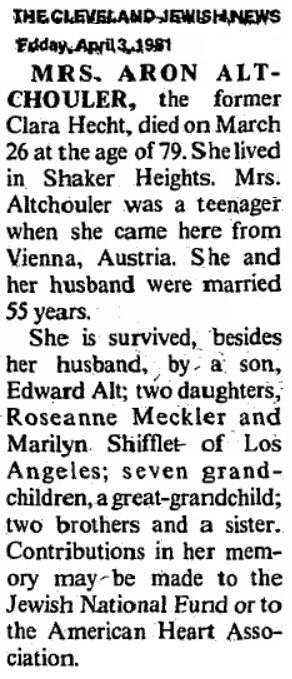 THE CLEVELAND JEWISH NEWS
Friday, April 3, 1981
MRS. ARON ALT-
CHOULER, the former
Clara Hecht, died on March
26 at the age of 79. She lived
in Shaker Heights. Mrs.
Altchouler was a teenager
when she came here from
Vienna, Austria. She and
her husband were married
55 years.
She is survived, besides
her husband, by a son,
Edward Alt; two daughters,
Roseanne Meckler and
Marilyn Shifflet of Los
Angeles; seven grand-
children, a great-grandchild;
two brothers and a sister.
Contributions in her mem-
ory may be made to the
Jewish National Fund or to
the American Heart Asso-
ciation.